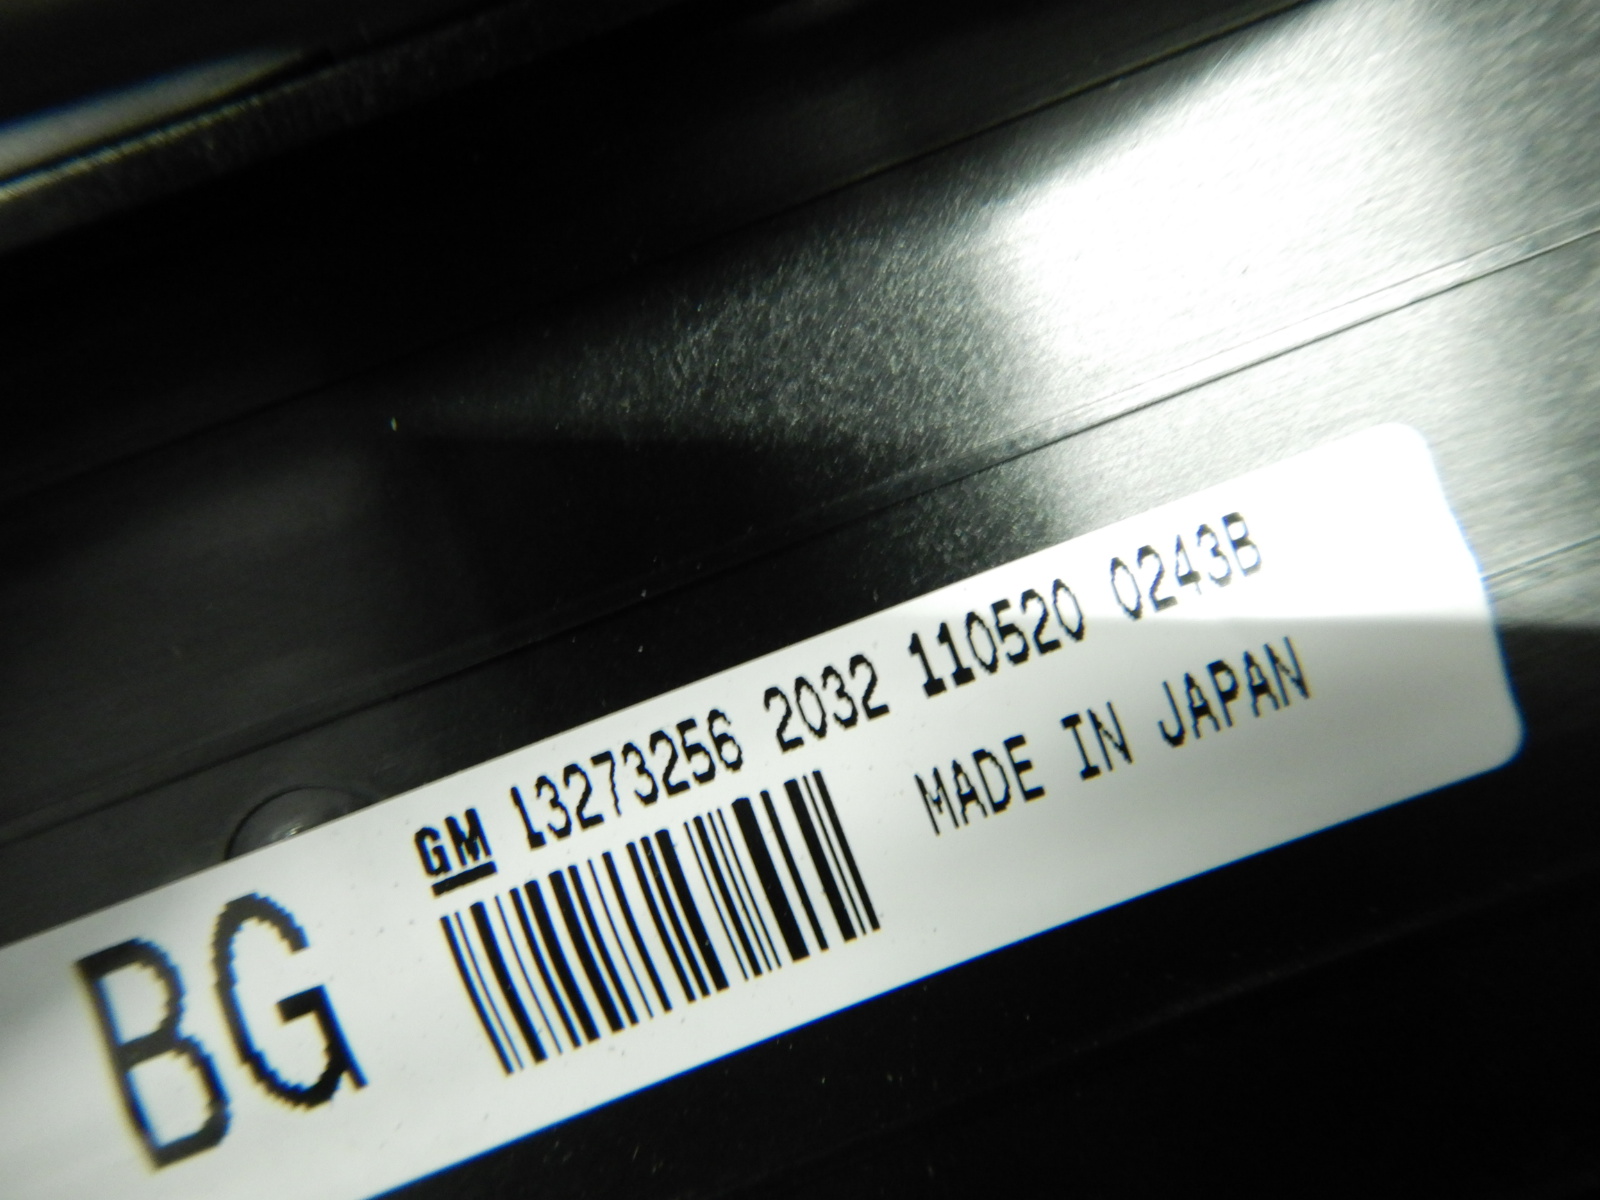 GM 13273256 2032 110520 0243B
MADE IN JAPAN
BG